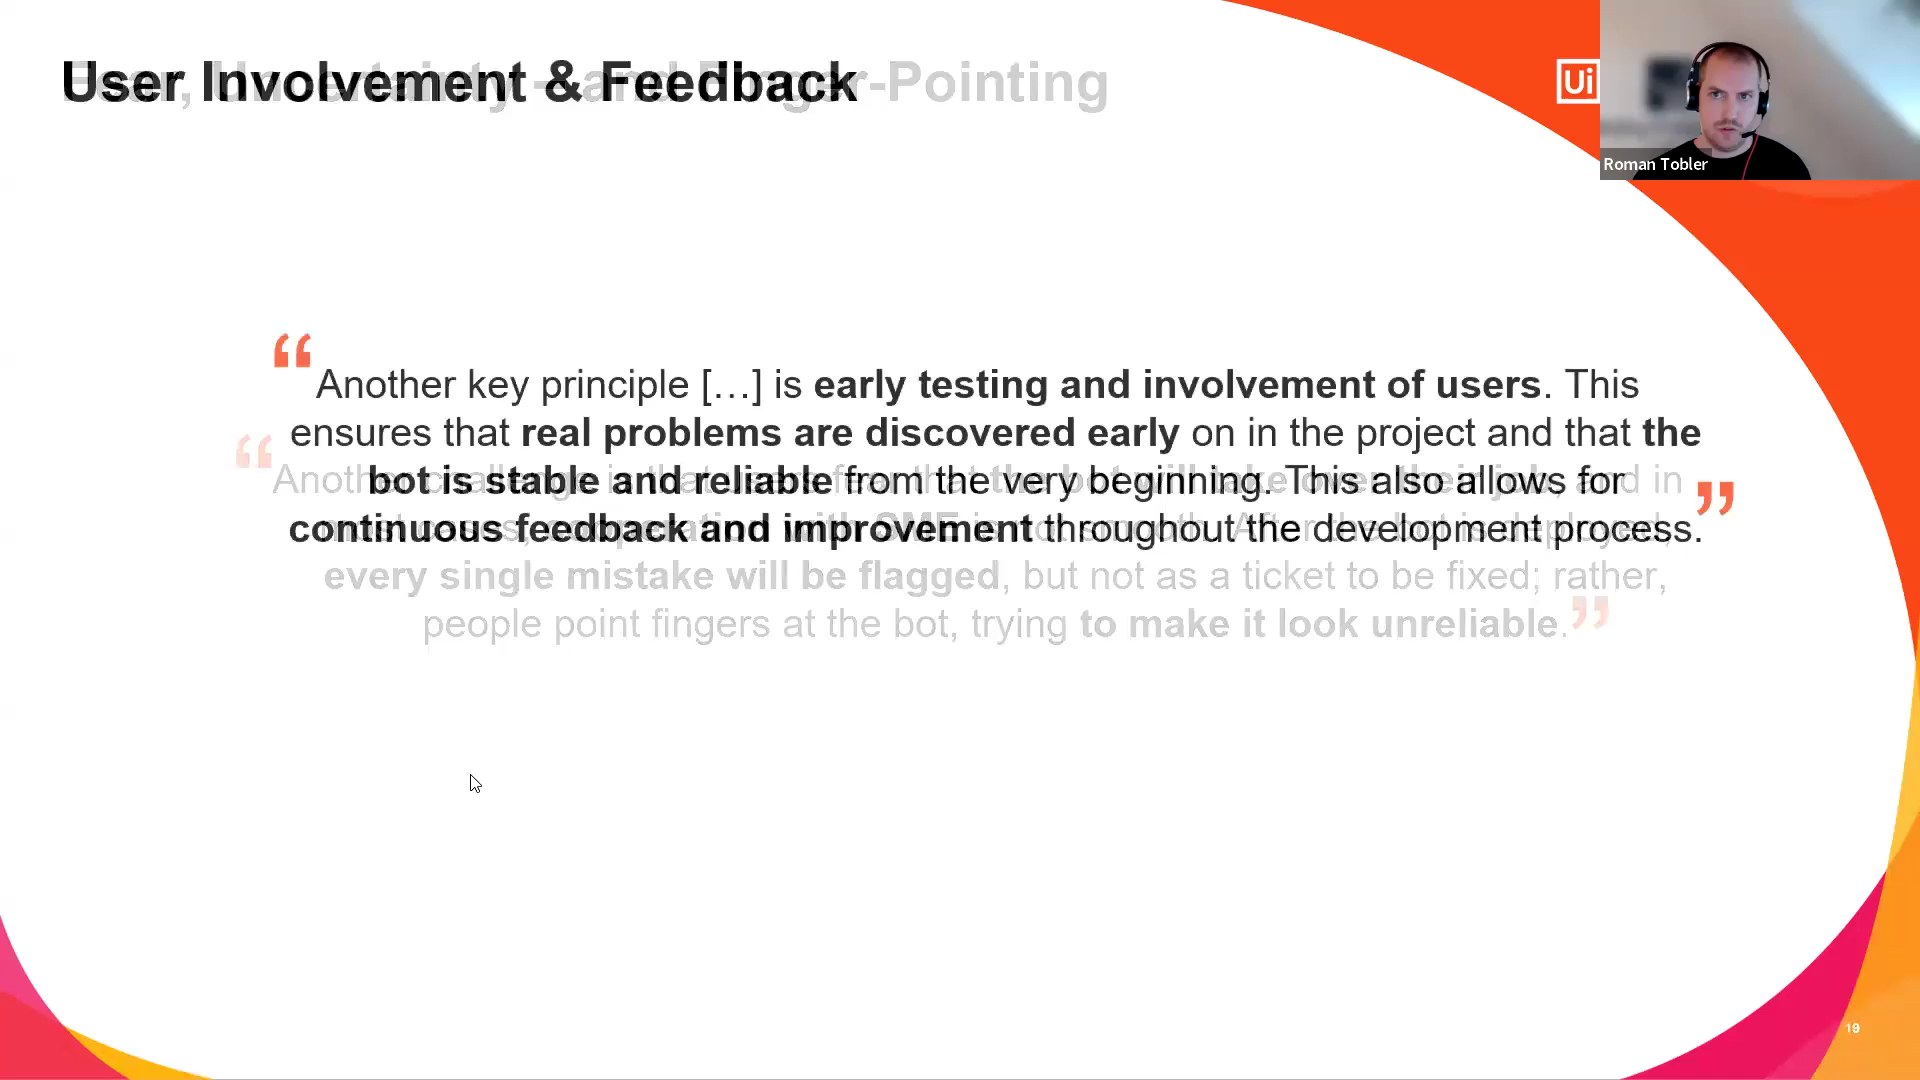 User Involvement & Feedback
-Pointing
Ui
Roman Tobler
“
Another key principle […] is early testing and involvement of users. This
ensures that real problems are discovered early on in the project and that the
“
bot is stable and reliable from the very beginning. This also allows for
”
continuous feedback and improvement throughout the development process.
every single mistake will be flagged, but not as a ticket to be fixed; rather,
people point fingers at the bot, trying to make it look unreliable.”
19